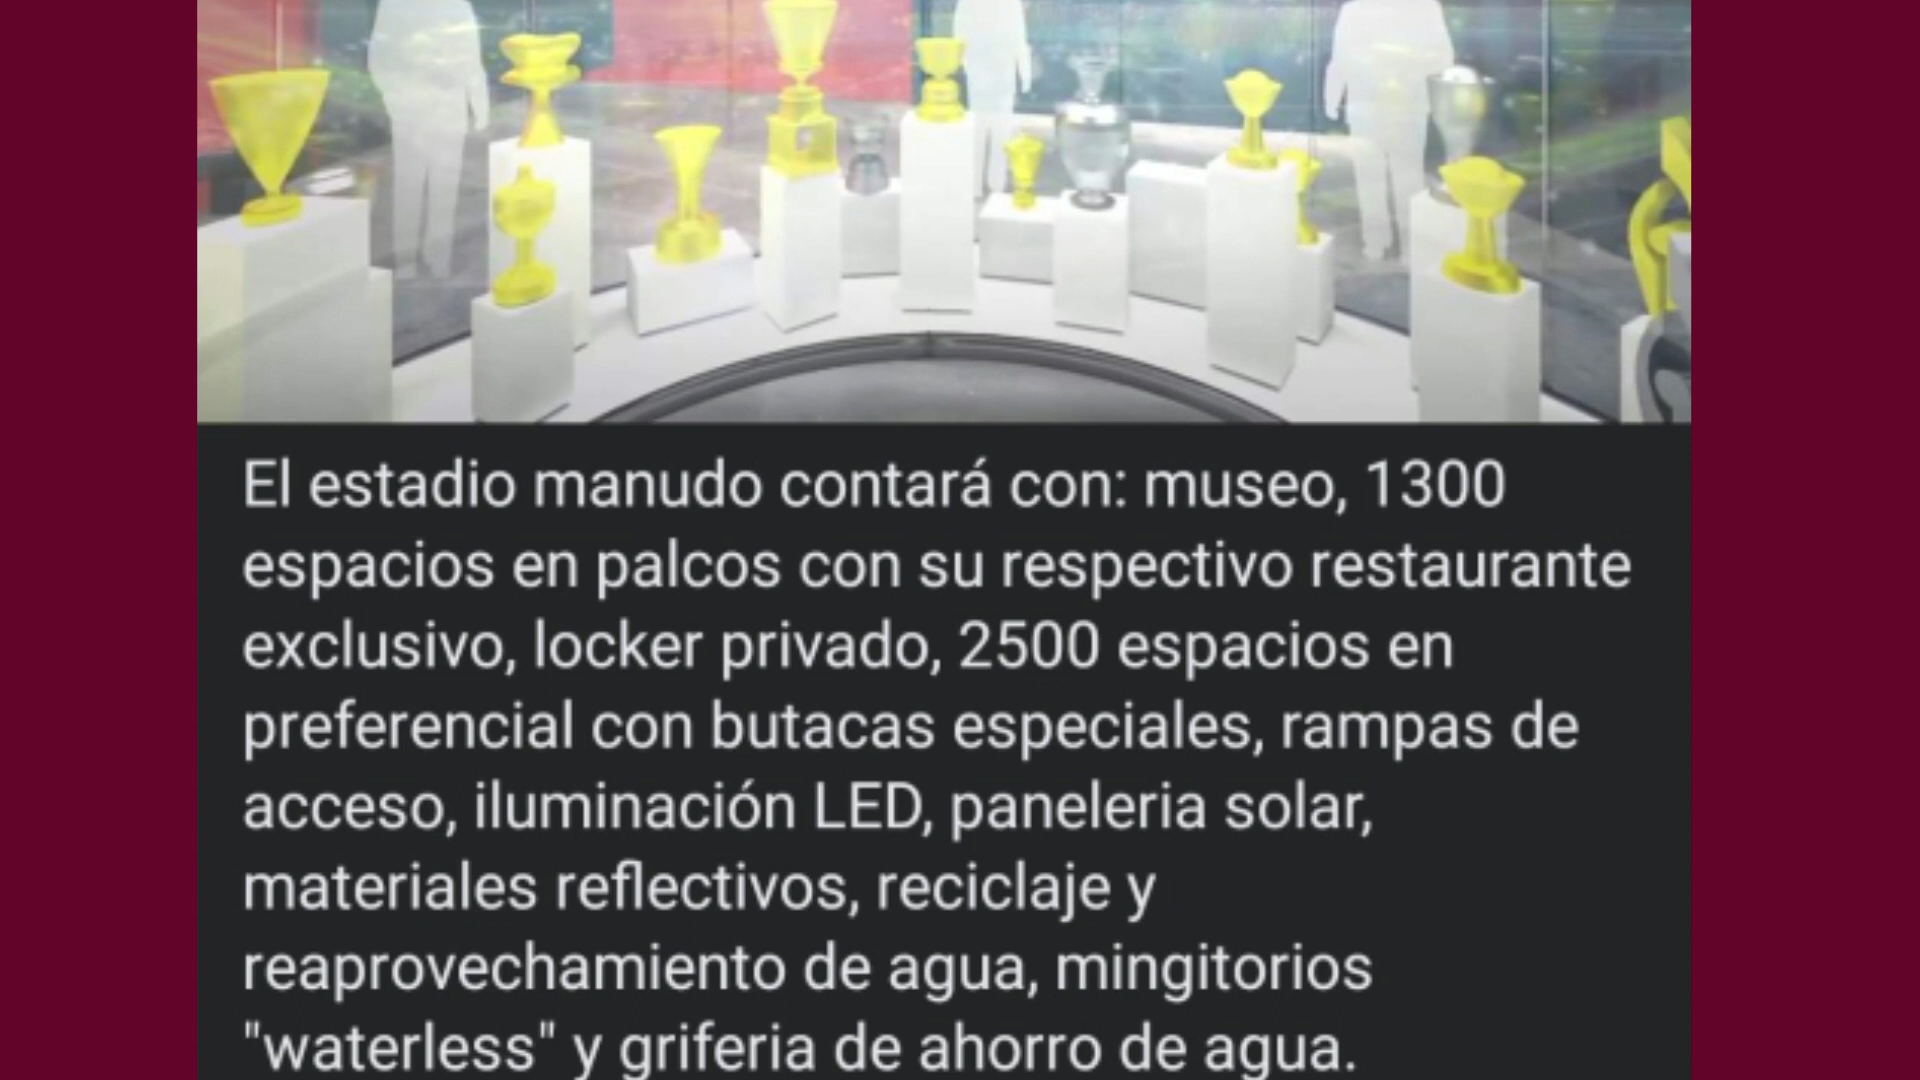 El estadio manudo contará con: museo, 1300
espacios en palcos con su respectivo restaurante
exclusivo, locker privado, 2500 espacios en
preferencial con butacas especiales, rampas de
acceso, iluminación LED, paneleria solar,
materiales reflectivos, reciclaje y
reaprovechamiento de agua, mingitorios
"waterless" y griferia de ahorro de agua.